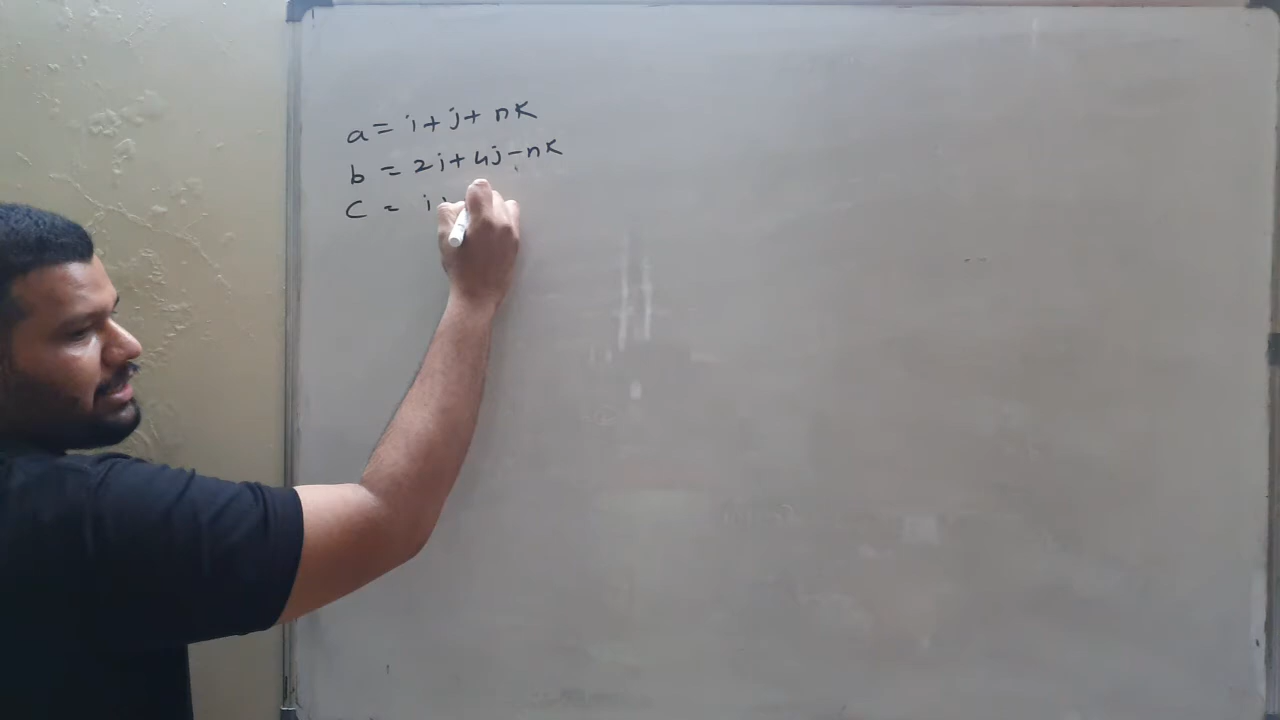 a = i + j + nk
b = 2i + 4j - nk
c = i +